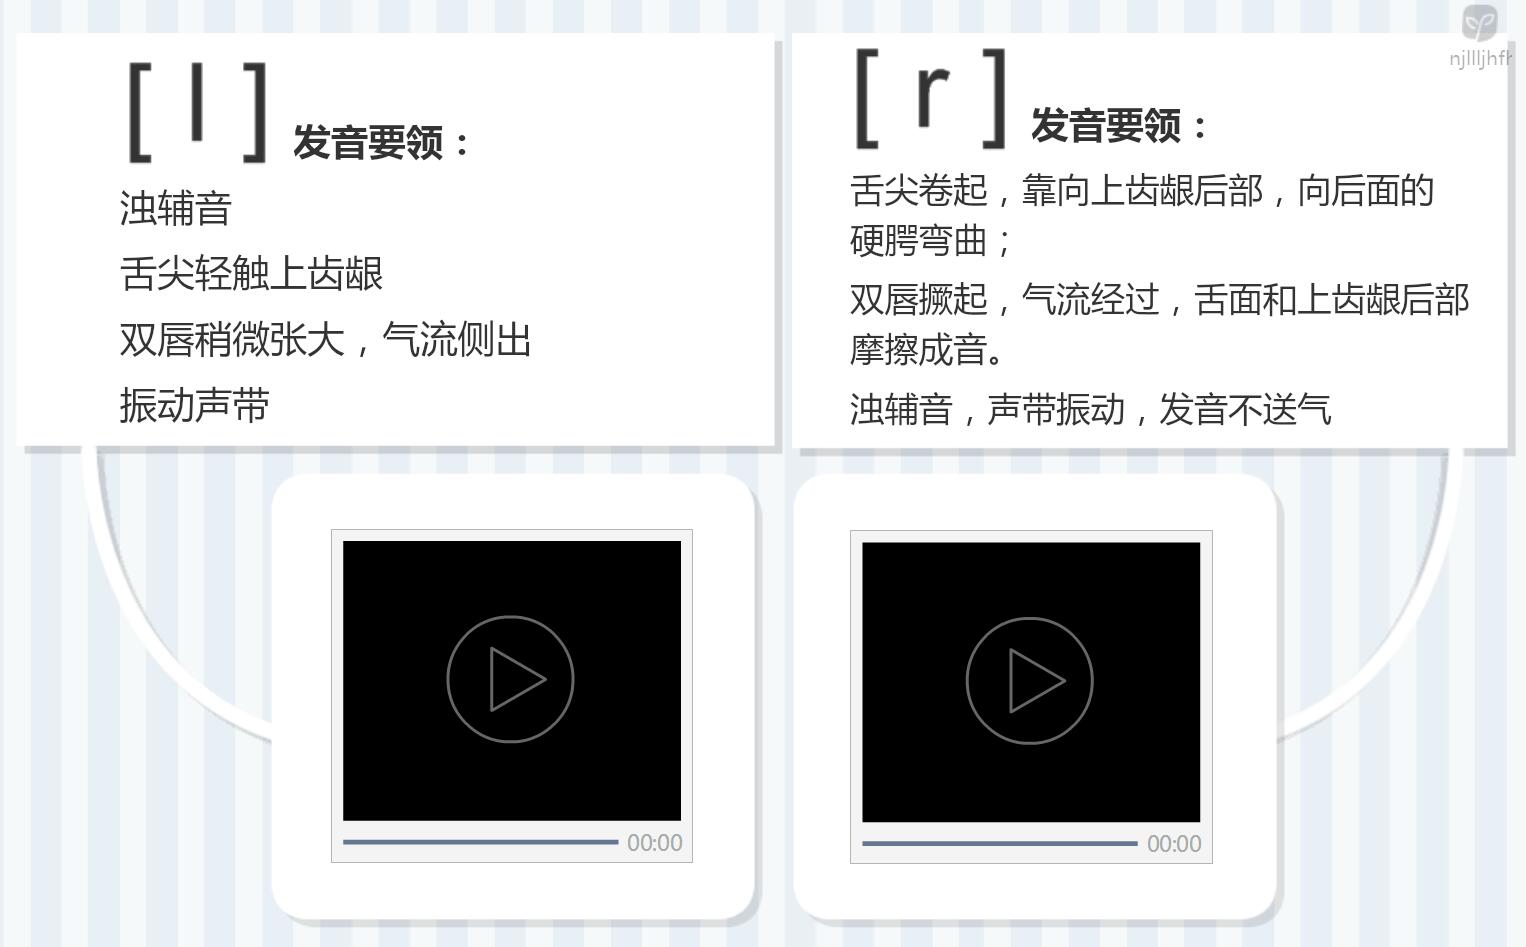 [ l ] 发音要领：
浊辅音
舌尖轻触上齿龈
双唇稍微张大，气流侧出
振动声带
[ r ] 发音要领：
舌尖卷起，靠向上齿龈后部，向后面的
硬腭弯曲；
双唇撅起，气流经过，舌面和上齿龈后部
摩擦成音。
浊辅音，声带振动，发音不送气
00:00
00:00